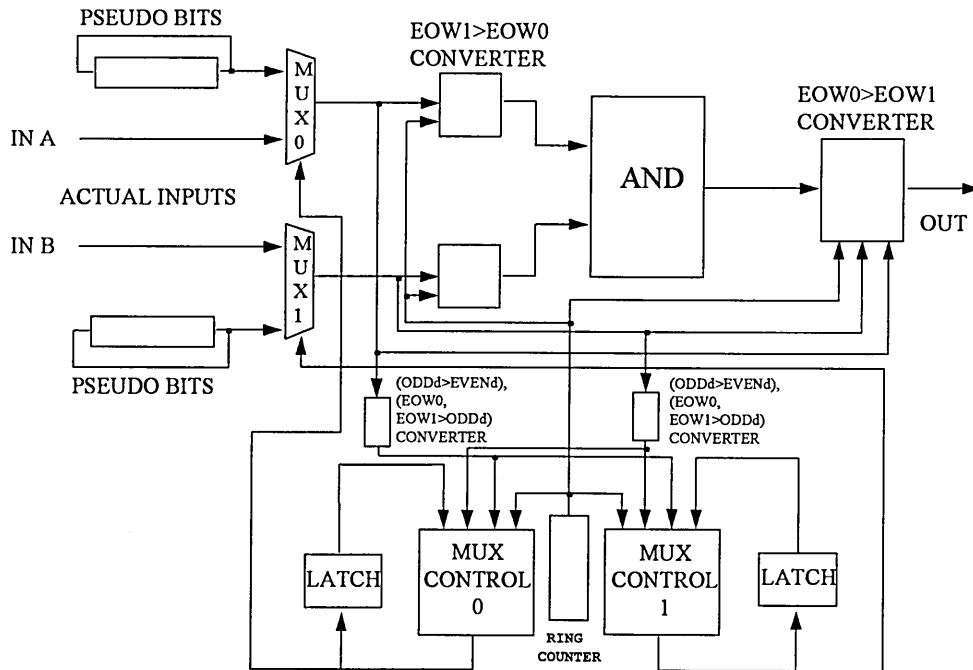 PSEUDO BITS
EOW1>EOW0
CONVERTER
MUX0
EOW0>EOW1
CONVERTER
IN A
AND
ACTUAL INPUTS
OUT
IN B
MUX1
PSEUDO BITS
(ODDd>EVENd),
(EOW0,
EOW1>ODDd)
CONVERTER
(ODDd>EVENd),
(EOW0,
EOW1>ODDd)
CONVERTER
LATCH
MUX
CONTROL
0
MUX
CONTROL
1
LATCH
RING
COUNTER